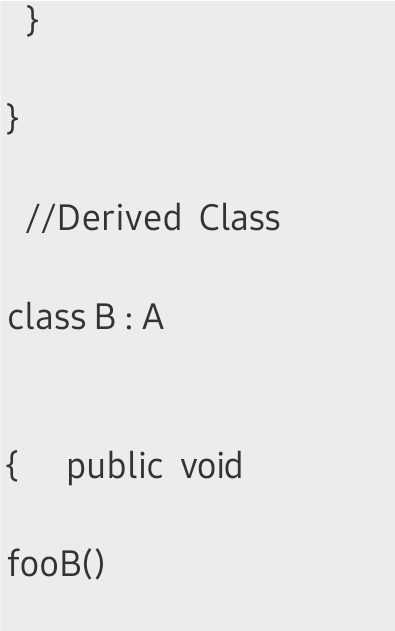 }
}
//Derived Class
class B : A
{ public void
fooB()